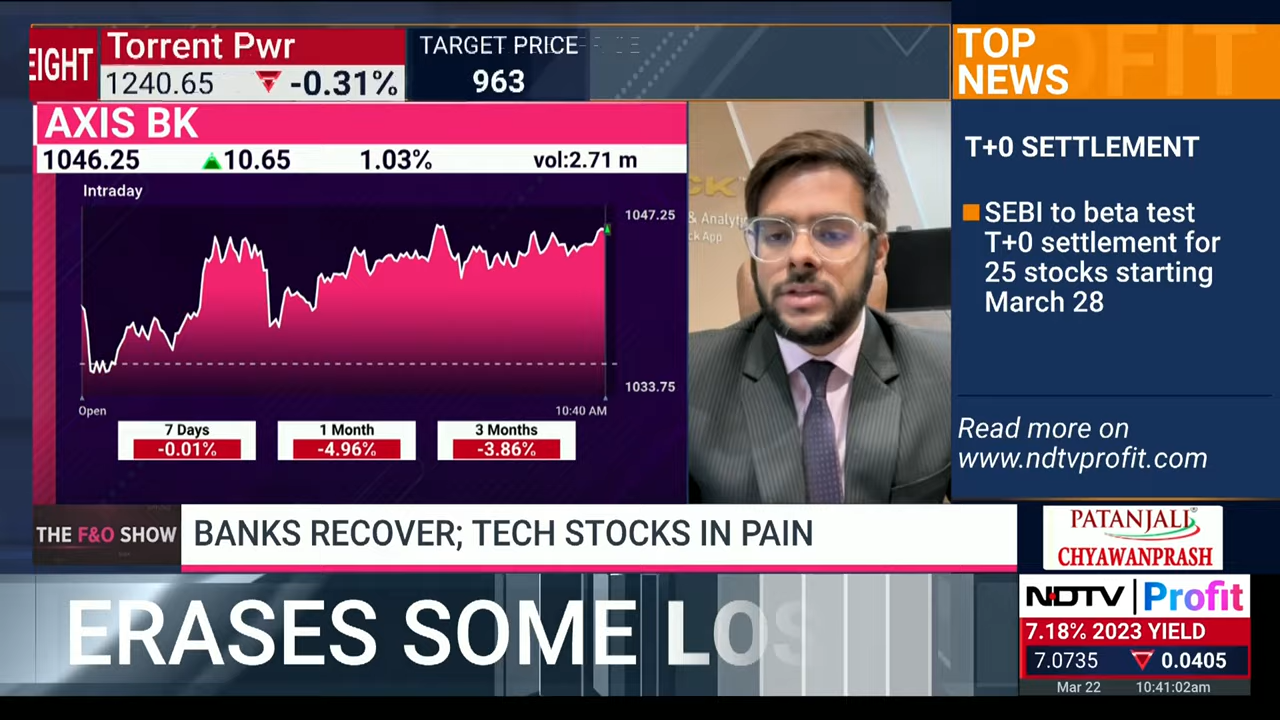 EIGHT
Torrent Pwr
1240.65 -0.31%
TARGET PRICE
963
TOP
NEWS
AXIS BK
1046.25 10.65 1.03% vol:2.71 m
Intraday
1047.25
1033.75
Open 10:40 AM
7 Days 1 Month 3 Months
-0.01% -4.96% -3.86%
& Analytic
ck App
T+0 SETTLEMENT
SEBI to beta test
T+0 settlement for
25 stocks starting
March 28
Read more on
www.ndtvprofit.com
THE F&O SHOW
BANKS RECOVER; TECH STOCKS IN PAIN
PATANJALI®
CHYAWANPRASH
ERASES SOME LOS
NDTV Profit
7.18% 2023 YIELD
7.0735 0.0405
Mar 22 10:41:02am